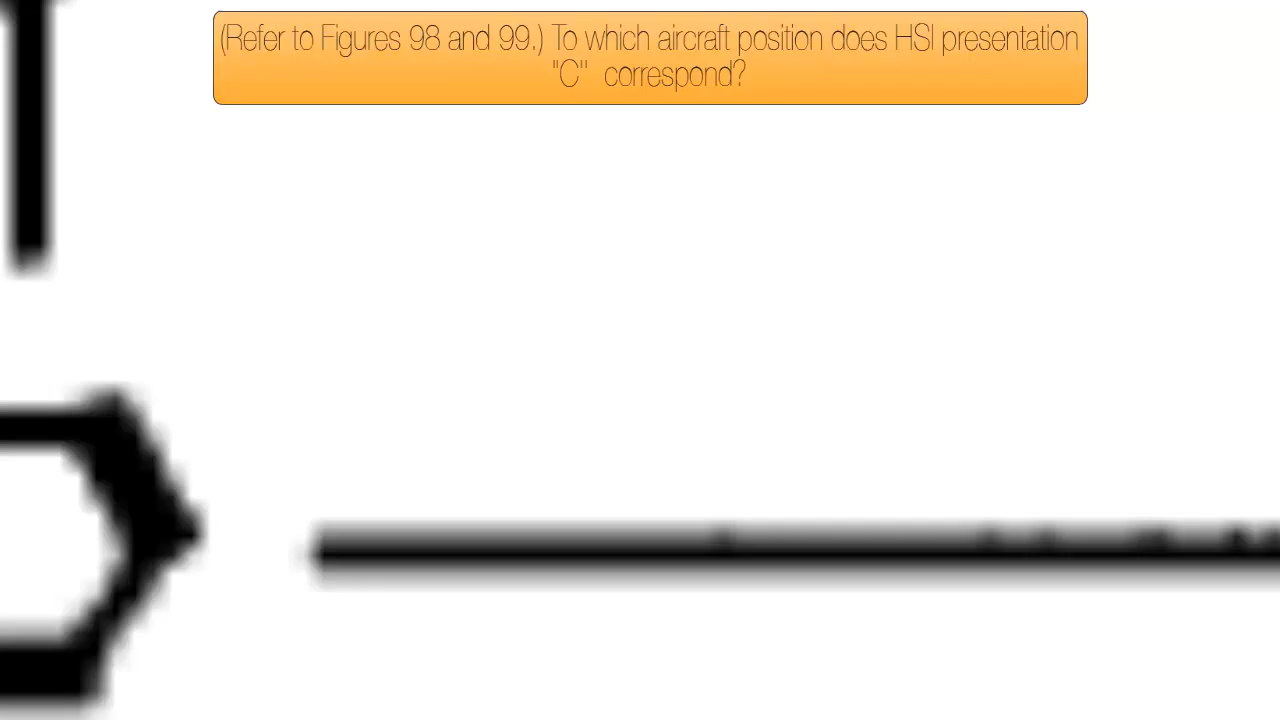 (Refer to Figures 98 and 99.) To which aircraft position does HSI presentation
"C" correspond?